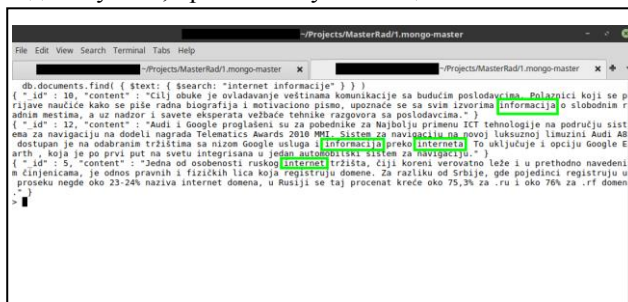 ~/Projects/MasterRad/1.mongo-master
File Edit View Search Terminal Tabs Help
~/Projects/MasterRad/1.mongo-master x ~/Projects/MasterRad/1.mongo-master x
db.documents.find( { $text: { $search: "internet informacije" } } )
{ "_id" : 10, "content" : "Cilj obuke je ovladavanje veštinama komunikacije sa budućim poslodavcima. Polaznici koji se p
rijave naučiće kako se piše radna biografija i motivaciono pismo, upoznaće se sa svim izvorima informacija o slobodnim r
adnim mestima, a uz nadzor i savete eksperata vežbaće tehnike razgovora sa poslodavcima." }
{ "_id" : 12, "content" : "Audi i Google proglašeni su za pobednike za Najbolju primenu ICT tehnologije na području sist
ema za navigaciju na dodeli nagrada Telematics Awards 2010 MMI. Sistem za navigaciju na novoj luksuznoj limuzini Audi A8
dostupan je na odabranim tržištima sa nizom Google usluga i informacija preko interneta. To uključuje i opciju Google E
arth , koja je po prvi put na svetu integrisana u jedan automobilski sistem za navigaciju." }
{ "_id" : 5, "content" : "Jedna od osobenosti ruskog internet tržišta, čiji koreni verovatno leže i u prethodno navedeni
m činjenicama, je odnos pravnih i fizičkih lica koja registruju domene. Za razliku od Srbije, gde pojedinci registruju u
proseku negde oko 23-24% naziva internet domena, u Rusiji se taj procenat kreće oko 75,3% za .ru i oko 76% za .rf domen
." }
>